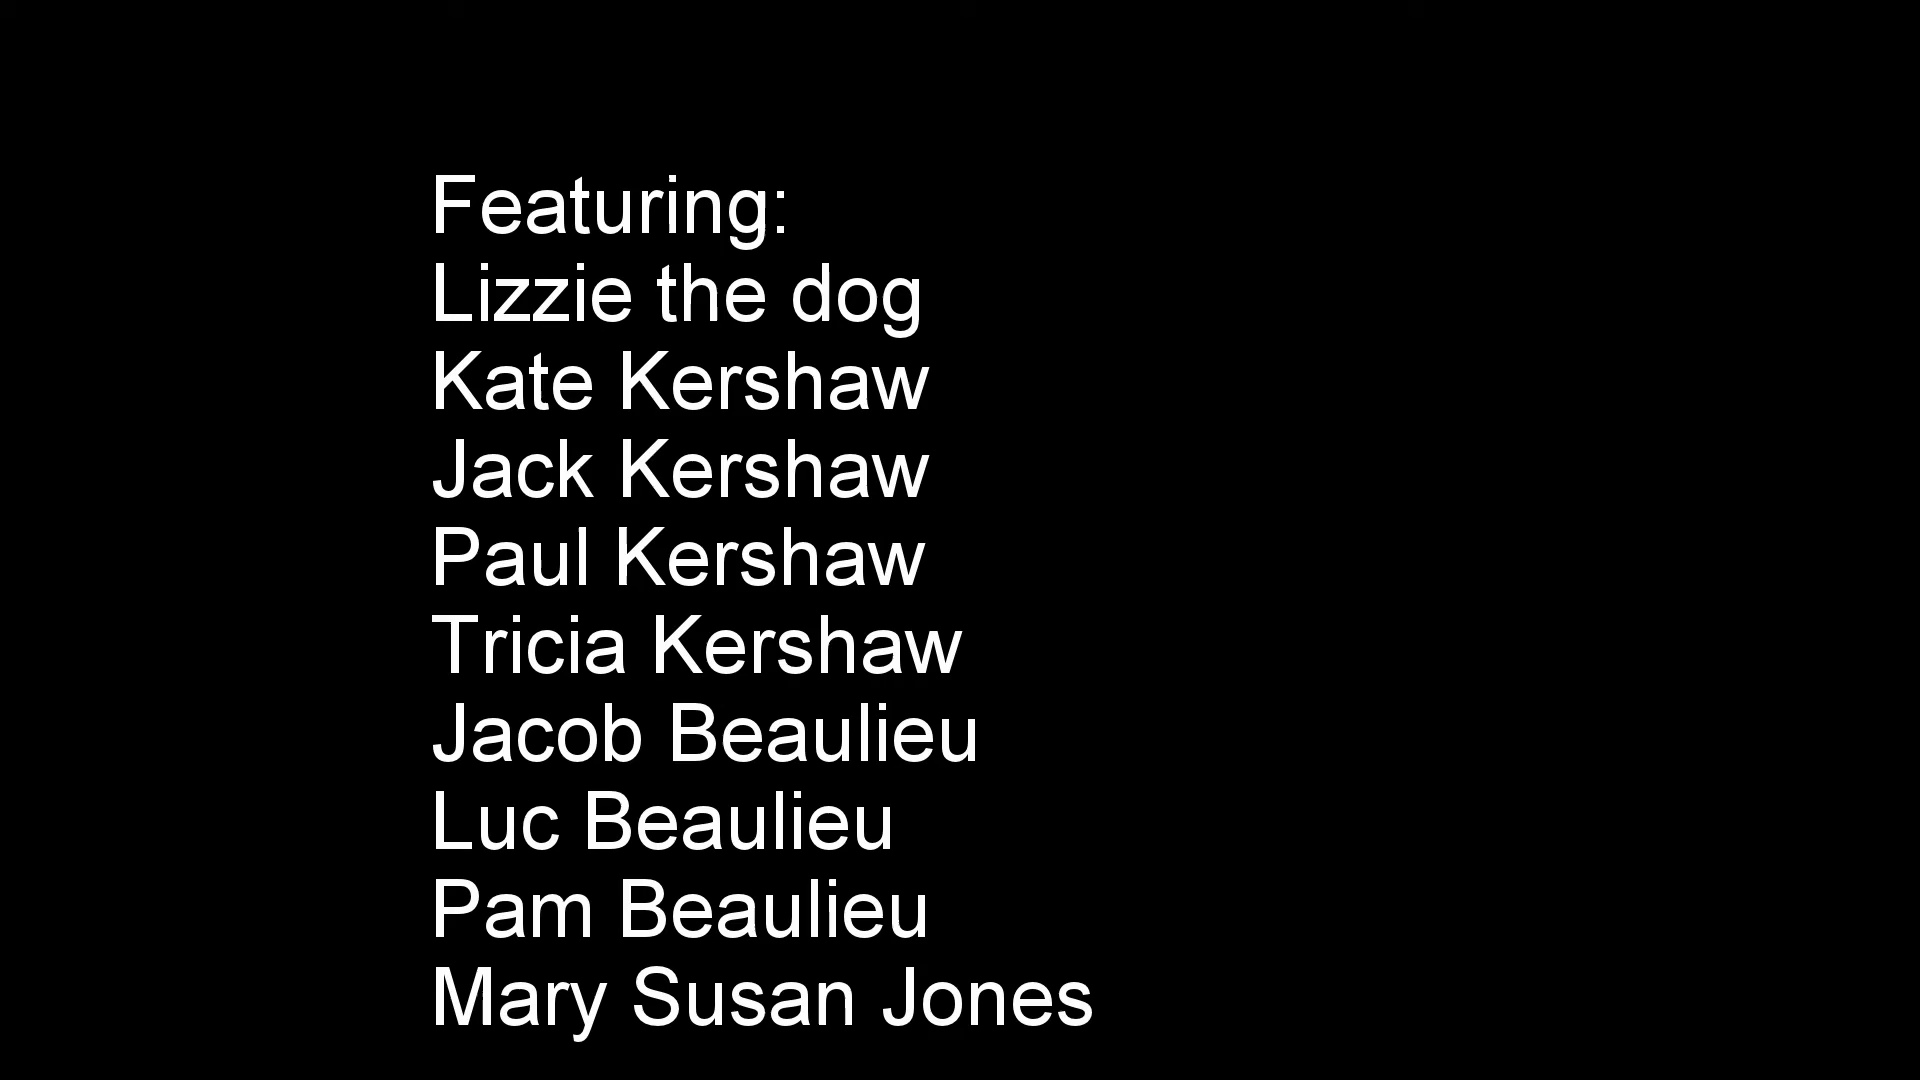 Featuring:
Lizzie the dog
Kate Kershaw
Jack Kershaw
Paul Kershaw
Tricia Kershaw
Jacob Beaulieu
Luc Beaulieu
Pam Beaulieu
Mary Susan Jones